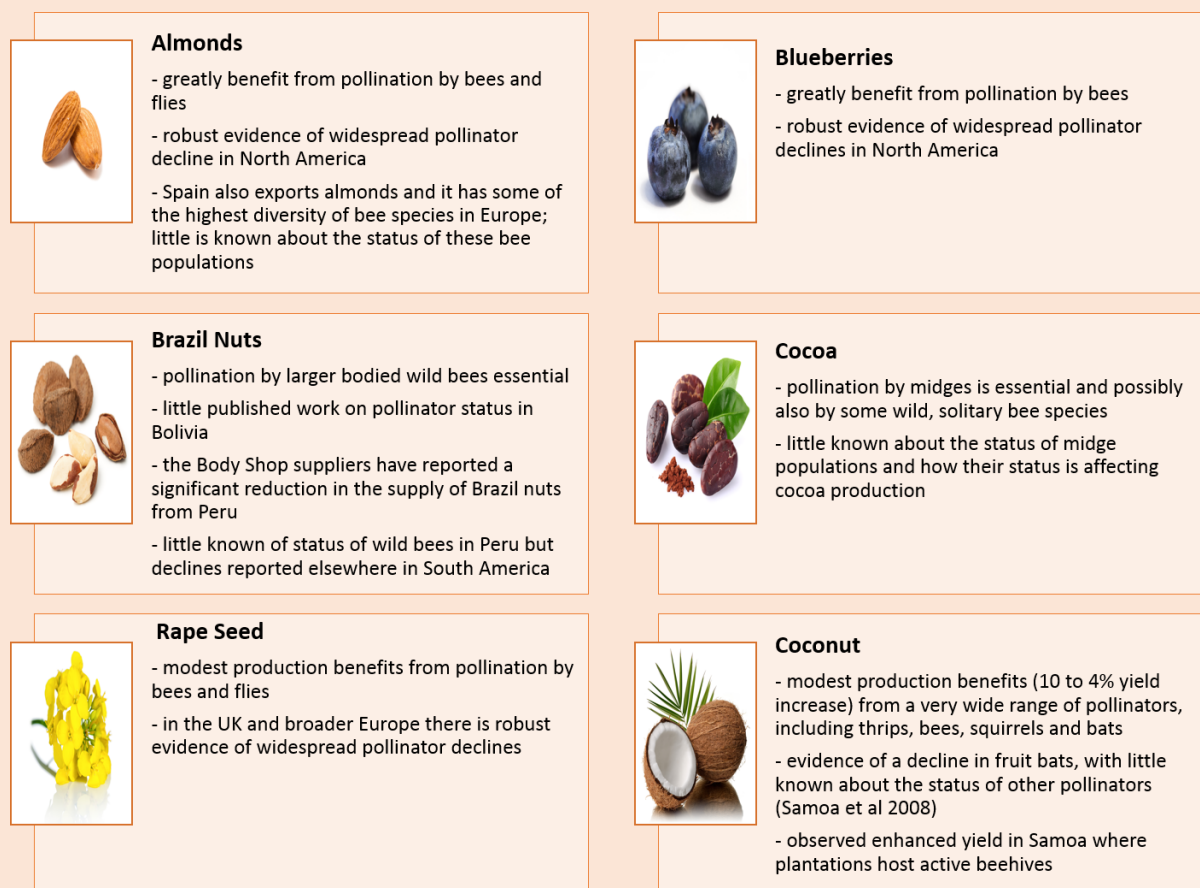 Almonds
- greatly benefit from pollination by bees and
flies
- robust evidence of widespread pollinator
decline in North America
- Spain also exports almonds and it has some of
the highest diversity of bee species in Europe;
little is known about the status of these bee
populations
Blueberries
- greatly benefit from pollination by bees
- robust evidence of widespread pollinator
declines in North America
Brazil Nuts
- pollination by larger bodied wild bees essential
- little published work on pollinator status in
Bolivia
- the Body Shop suppliers have reported a
significant reduction in the supply of Brazil nuts
from Peru
- little known of status of wild bees in Peru but
declines reported elsewhere in South America
Cocoa
- pollination by midges is essential and possibly
also by some wild, solitary bee species
- little known about the status of midge
populations and how their status is affecting
cocoa production
Rape Seed
- modest production benefits from pollination by
bees and flies
- in the UK and broader Europe there is robust
evidence of widespread pollinator declines
Coconut
- modest production benefits (10 to 4% yield
increase) from a very wide range of pollinators,
including thrips, bees, squirrels and bats
- evidence of a decline in fruit bats, with little
known about the status of other pollinators
(Samoa et al 2008)
- observed enhanced yield in Samoa where
plantations host active beehives